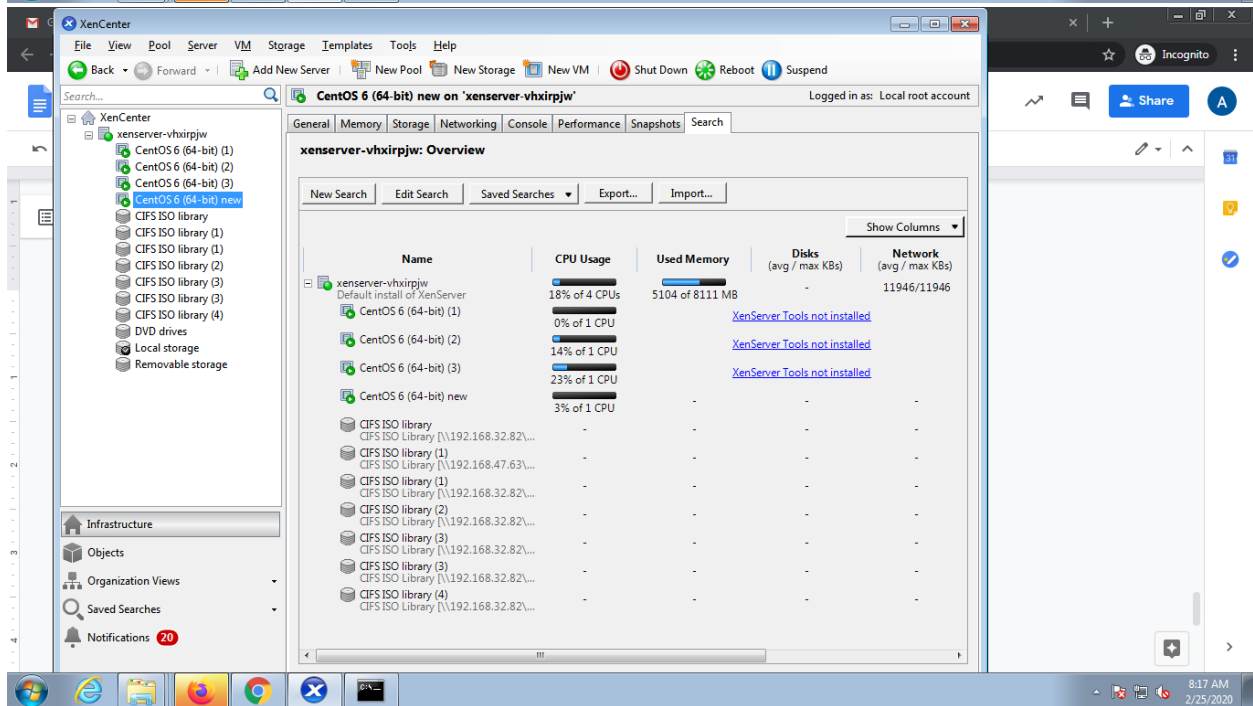 XenCenter
File View Pool Server VM Storage Templates Tools Help
Back Forward Add New Server New Pool New Storage New VM Shut Down Reboot Suspend
Search...
CentOS 6 (64-bit) new on 'xenserver-vhxirpjw' Logged in as: Local root account
XenCenter
xenserver-vhxirpjw
CentOS 6 (64-bit) (1)
CentOS 6 (64-bit) (2)
CentOS 6 (64-bit) (3)
CentOS 6 (64-bit) new
CIFS ISO library
CIFS ISO library (1)
CIFS ISO library (1)
CIFS ISO library (2)
CIFS ISO library (3)
CIFS ISO library (3)
CIFS ISO library (4)
DVD drives
Local storage
Removable storage
Infrastructure
Objects
Organization Views
Saved Searches
Notifications 20
General Memory Storage Networking Console Performance Snapshots Search
xenserver-vhxirpjw: Overview
New Search Edit Search Saved Searches Export... Import...
Show Columns
Name CPU Usage Used Memory Disks Network
(avg / max KBs) (avg / max KBs)
xenserver-vhxirpjw
Default install of XenServer 18% of 4 CPUs 5104 of 8111 MB - 11946/11946
CentOS 6 (64-bit) (1) XenServer Tools not installed
0% of 1 CPU
CentOS 6 (64-bit) (2) XenServer Tools not installed
14% of 1 CPU
CentOS 6 (64-bit) (3) XenServer Tools not installed
23% of 1 CPU
CentOS 6 (64-bit) new - - -
3% of 1 CPU
CIFS ISO library - - - -
CIFS ISO Library [\\192.168.32.82\...
CIFS ISO library (1) - - - -
CIFS ISO Library [\\192.168.47.63\...
CIFS ISO library (1) - - - -
CIFS ISO Library [\\192.168.32.82\...
CIFS ISO library (2) - - - -
CIFS ISO Library [\\192.168.32.82\...
CIFS ISO library (3) - - - -
CIFS ISO Library [\\192.168.32.82\...
CIFS ISO library (3) - - - -
CIFS ISO Library [\\192.168.32.82\...
CIFS ISO library (4) - - - -
CIFS ISO Library [\\192.168.32.82\...
Incognito
Share A
31
1
2
3
4
C:\_
8:17 AM
2/25/2020